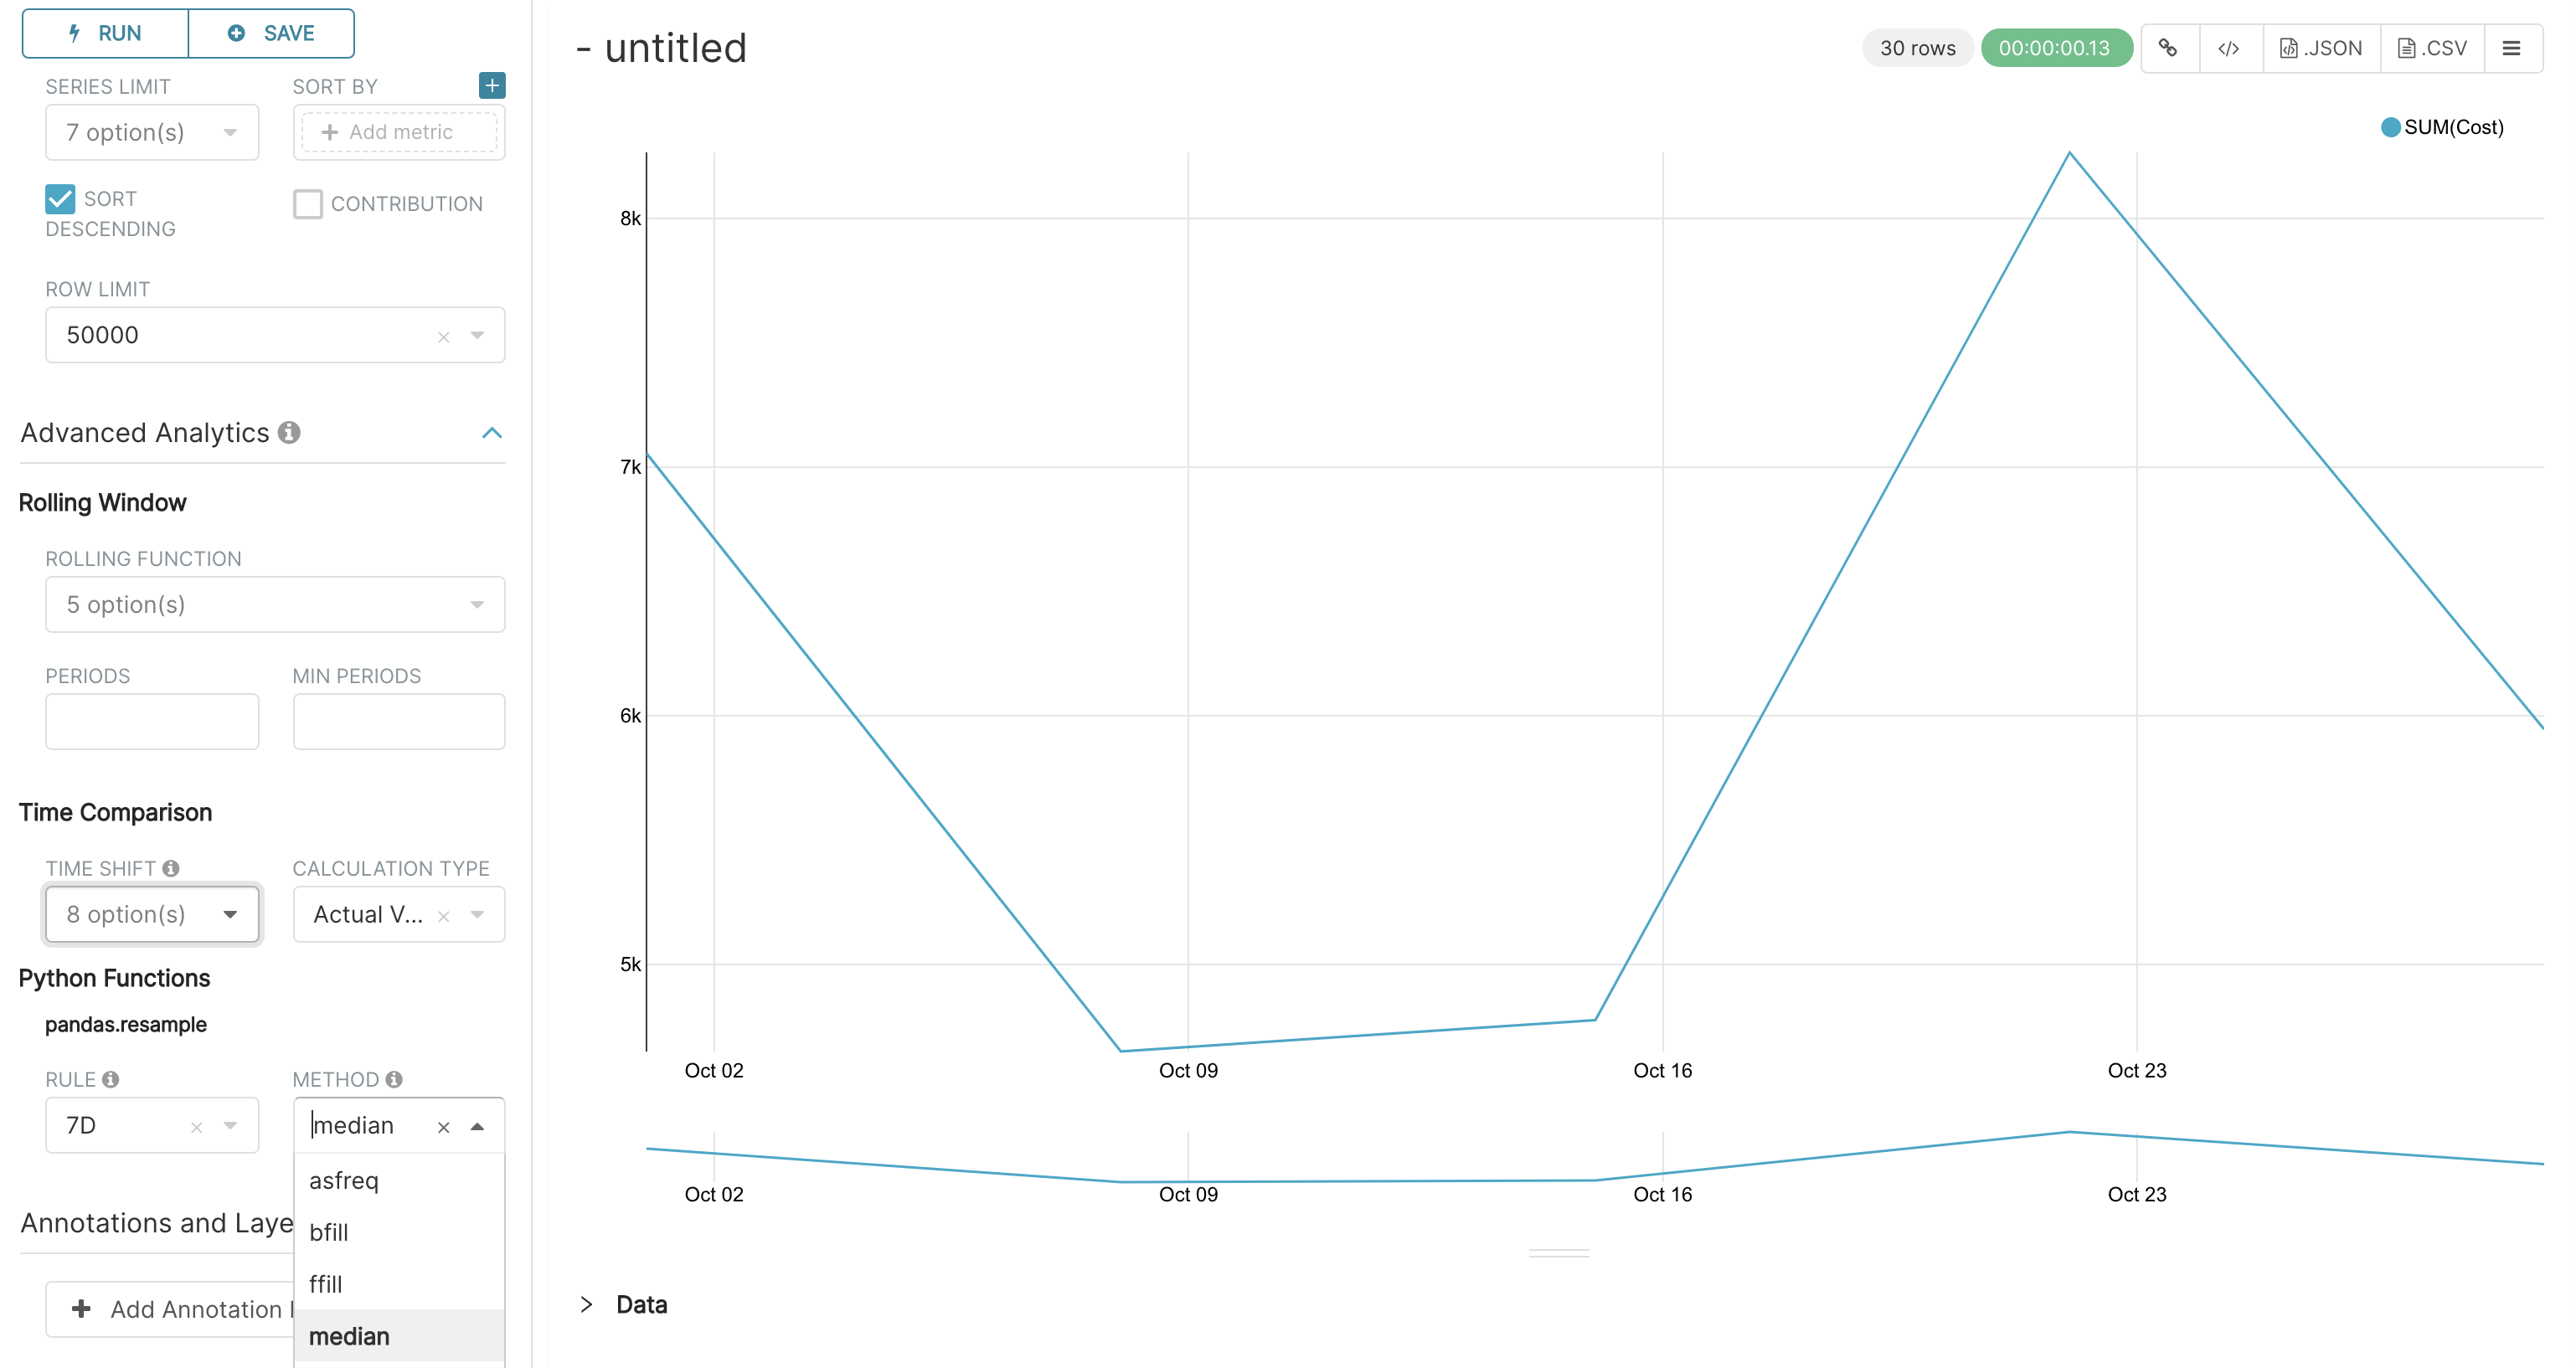 RUN
SAVE
SERIES LIMIT
SORT BY
7 option(s)
Add metric
SORT DESCENDING
CONTRIBUTION
ROW LIMIT
50000
Advanced Analytics
Rolling Window
ROLLING FUNCTION
5 option(s)
PERIODS
MIN PERIODS
Time Comparison
TIME SHIFT
CALCULATION TYPE
8 option(s)
Actual V...
Python Functions
pandas.resample
RULE
METHOD
7D
median
asfreq
bfill
ffill
median
Annotations and Laye
Add Annotation
- untitled
30 rows
00:00:00.13
</>
.JSON
.CSV
SUM(Cost)
8k
7k
6k
5k
Oct 02
Oct 09
Oct 16
Oct 23
Oct 02
Oct 09
Oct 16
Oct 23
Data